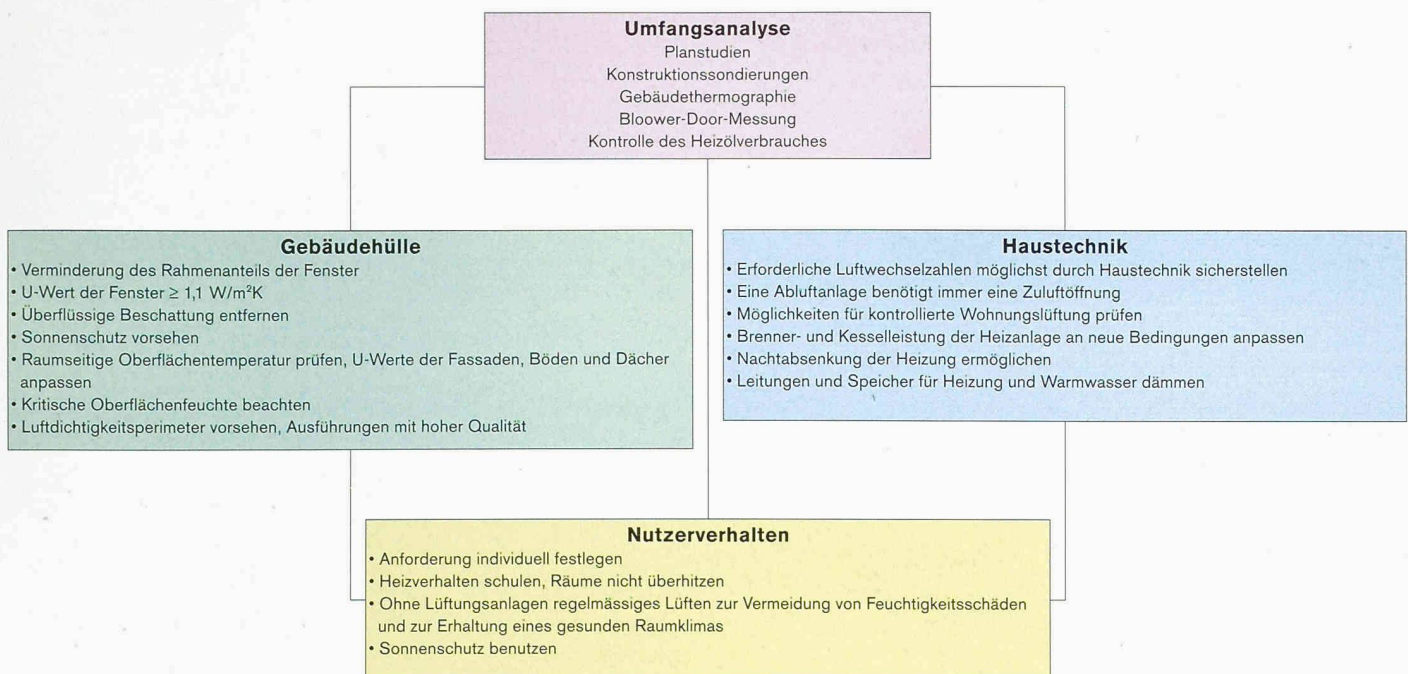 Umfangsanalyse
Planstudien
Konstruktionssondierungen
Gebäudethermographie
Bloower-Door-Messung
Kontrolle des Heizölverbrauches
Gebäudehülle
• Verminderung des Rahmenanteils der Fenster
• U-Wert der Fenster ≥ 1,1 W/m²K
• Überflüssige Beschattung entfernen
• Sonnenschutz vorsehen
• Raumseitige Oberflächentemperatur prüfen, U-Werte der Fassaden, Böden und Dächer
anpassen
• Kritische Oberflächenfeuchte beachten
• Luftdichtigkeitsperimeter vorsehen, Ausführungen mit hoher Qualität
Haustechnik
• Erforderliche Luftwechselzahlen möglichst durch Haustechnik sicherstellen
• Eine Abluftanlage benötigt immer eine Zuluftöffnung
• Möglichkeiten für kontrollierte Wohnungslüftung prüfen
• Brenner- und Kesselleistung der Heizanlage an neue Bedingungen anpassen
• Nachtabsenkung der Heizung ermöglichen
• Leitungen und Speicher für Heizung und Warmwasser dämmen
Nutzerverhalten
• Anforderung individuell festlegen
• Heizverhalten schulen, Räume nicht überhitzen
• Ohne Lüftungsanlagen regelmässiges Lüften zur Vermeidung von Feuchtigkeitsschäden
und zur Erhaltung eines gesunden Raumklimas
• Sonnenschutz benutzen